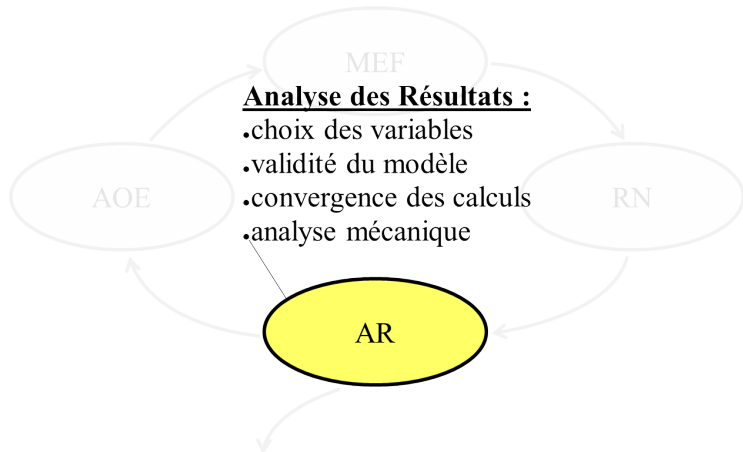 MEF
Analyse des Résultats :
•choix des variables
•validité du modèle
•convergence des calculs
•analyse mécanique
AOE
RN
AR